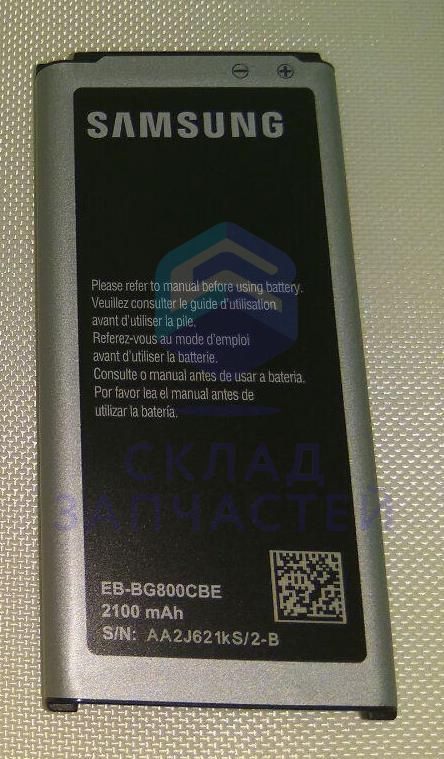 SAMSUNG
Please refer to manual before using battery.
Veuillez consulter le guide d'utilisation
avant d'utiliser la pile.
Referez-vous au mode d'emploi
avant d'utiliser la batterie.
Consulte o manual antes de usar a bateria.
Por favor lea el manual antes de
utilizar la batería.
СКЛАД
ЗАПЧАСТЕЙ
EB-BG800CBE
2100 mAh
S/N: AA2J621kS/2-B